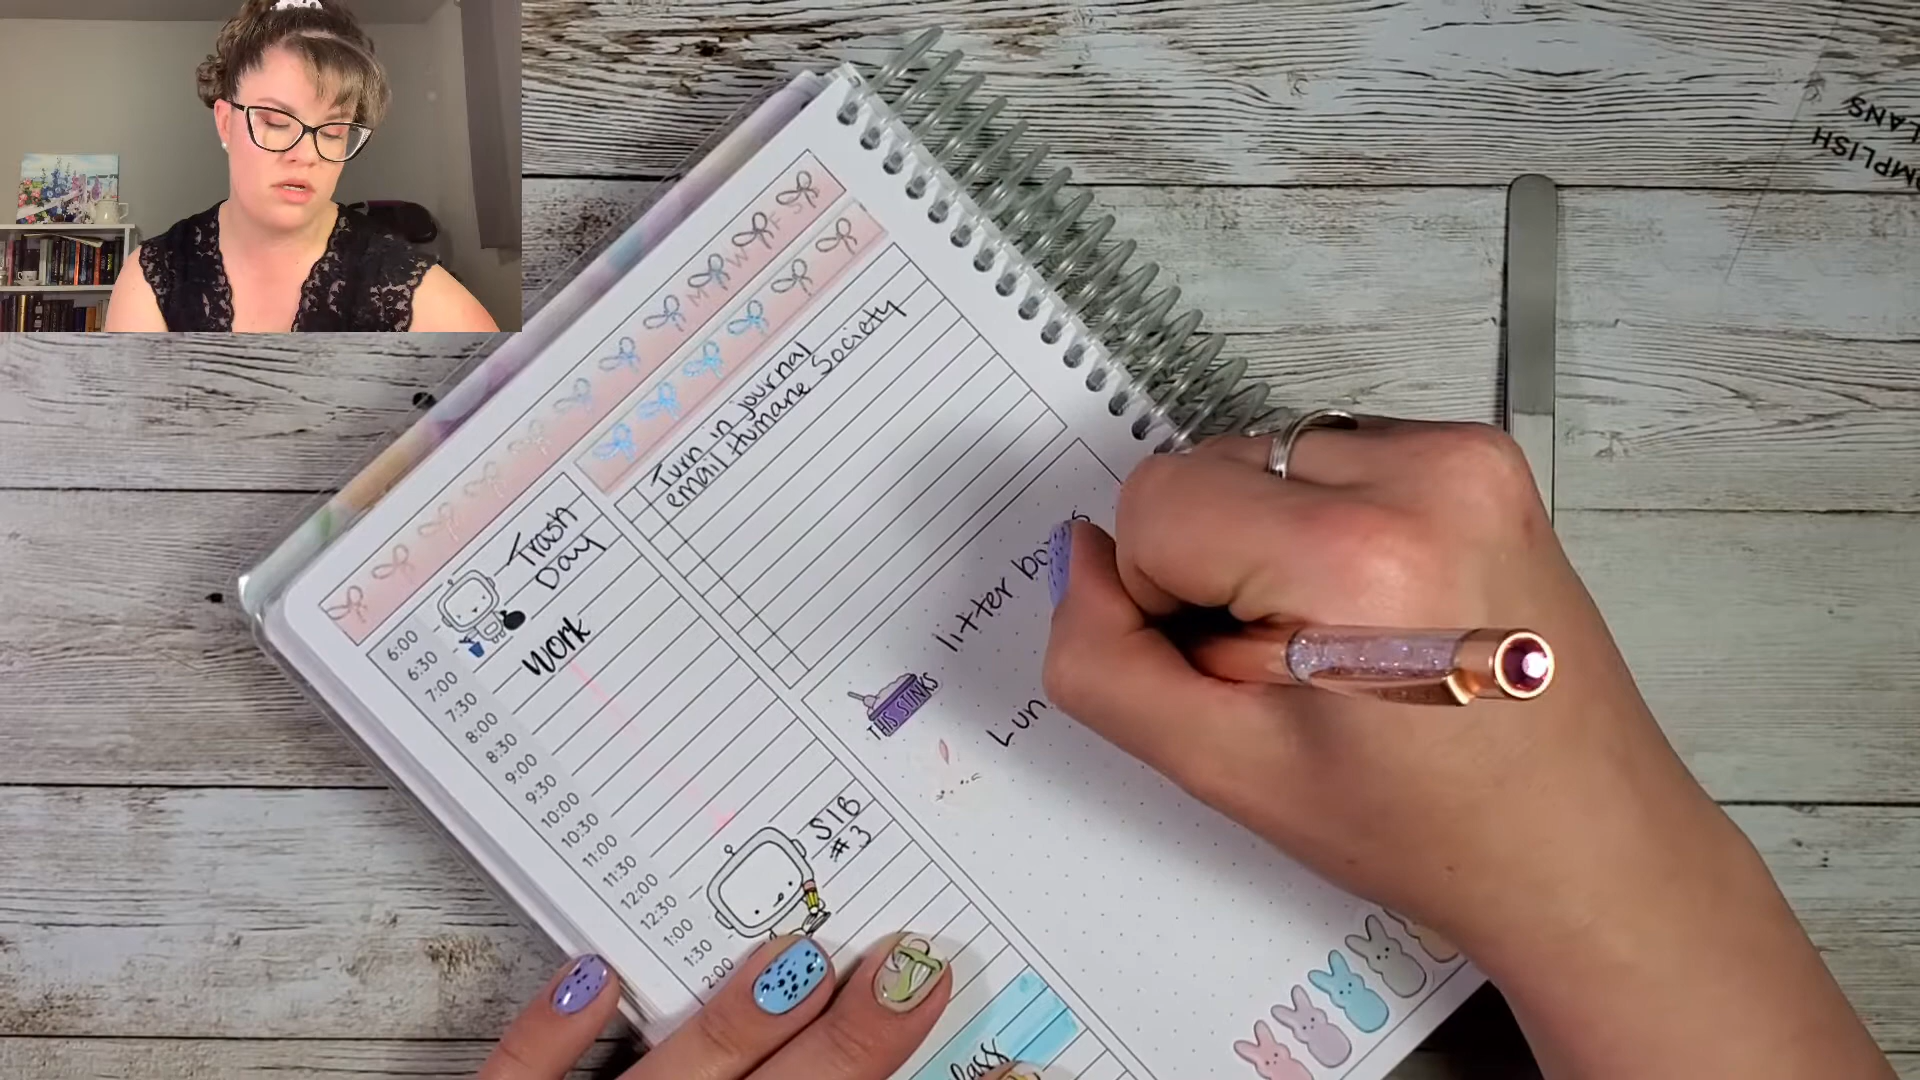 M W F S
Turn in journal
email Humane Society
Trash
Day
6:00
6:30
7:00
7:30
8:00
8:30
9:00
9:30
10:00
10:30
11:00
11:30
12:00
12:30
1:00
1:30
2:00
Work
SIB
#3
litter
THIS STINKS